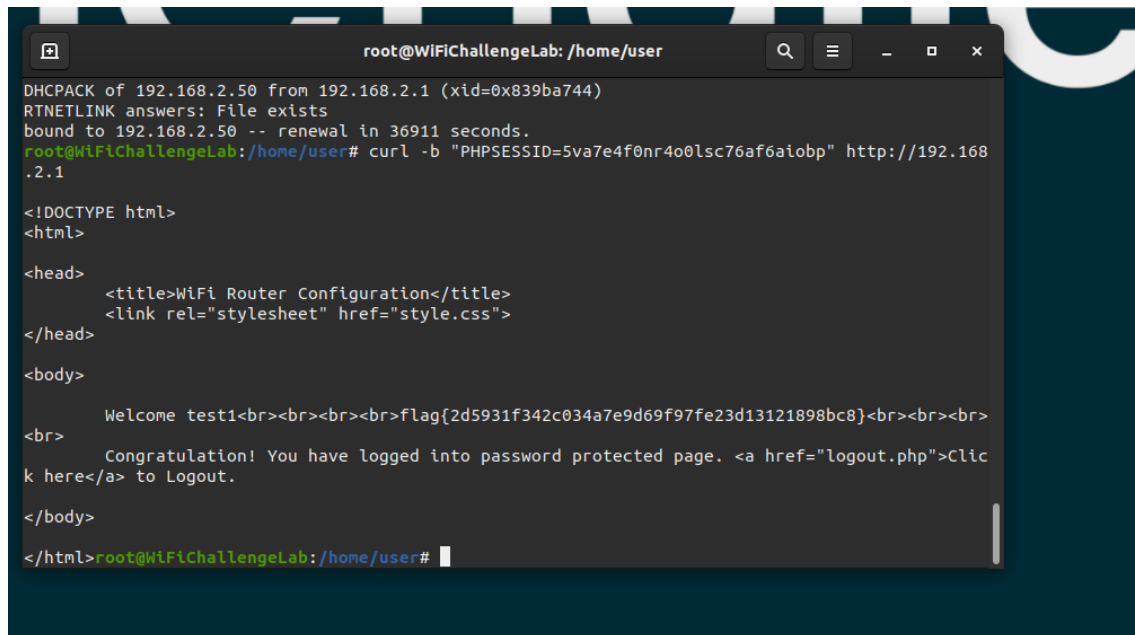 root@WiFiChallengeLab: /home/user
DHCPACK of 192.168.2.50 from 192.168.2.1 (xid=0x839ba744)
RTNETLINK answers: File exists
bound to 192.168.2.50 -- renewal in 36911 seconds.
root@WiFiChallengeLab:/home/user# curl -b "PHPSESSID=5va7e4f0nr4o0lsc76af6aiobp" http://192.168
.2.1
<!DOCTYPE html>
<html>
<head>
<title>WiFi Router Configuration</title>
<link rel="stylesheet" href="style.css">
</head>
<body>
Welcome test1<br><br><br><br>flag{2d5931f342c034a7e9d69f97fe23d13121898bc8}<br><br><br>
<br>
Congratulation! You have logged into password protected page. <a href="logout.php">Clic
k here</a> to Logout.
</body>
</html>root@WiFiChallengeLab:/home/user#